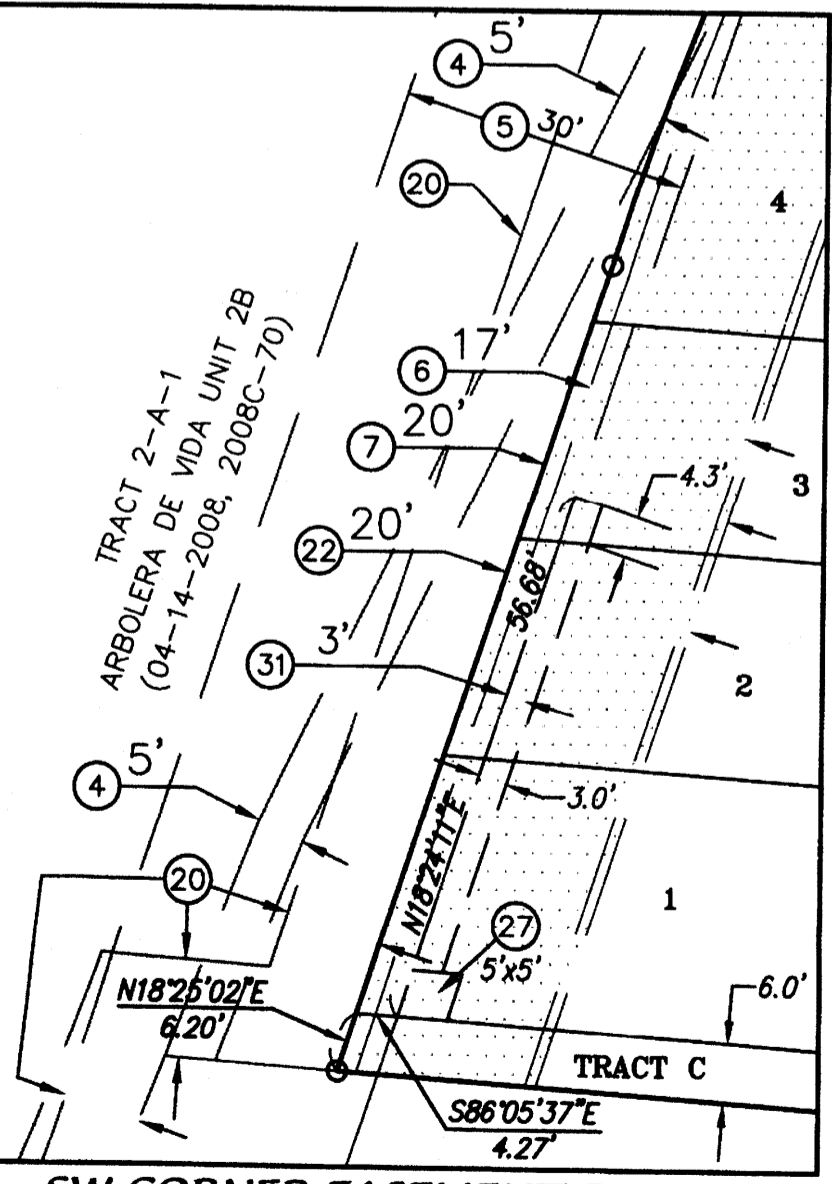 4 5'
5 30'
20
4
6 17'
7 20'
3
4.3'
22 20'
56.68'
TRACT 2-A-1
ARBOLERA DE VIDA UNIT 2B
(04-14-2008, 2008C-70)
31 3'
2
4 5'
3.0'
N18°24'11"E
20
1
27
5'x5'
N18°25'02"E
6.20'
6.0'
TRACT C
S86°05'37"E
4.27'